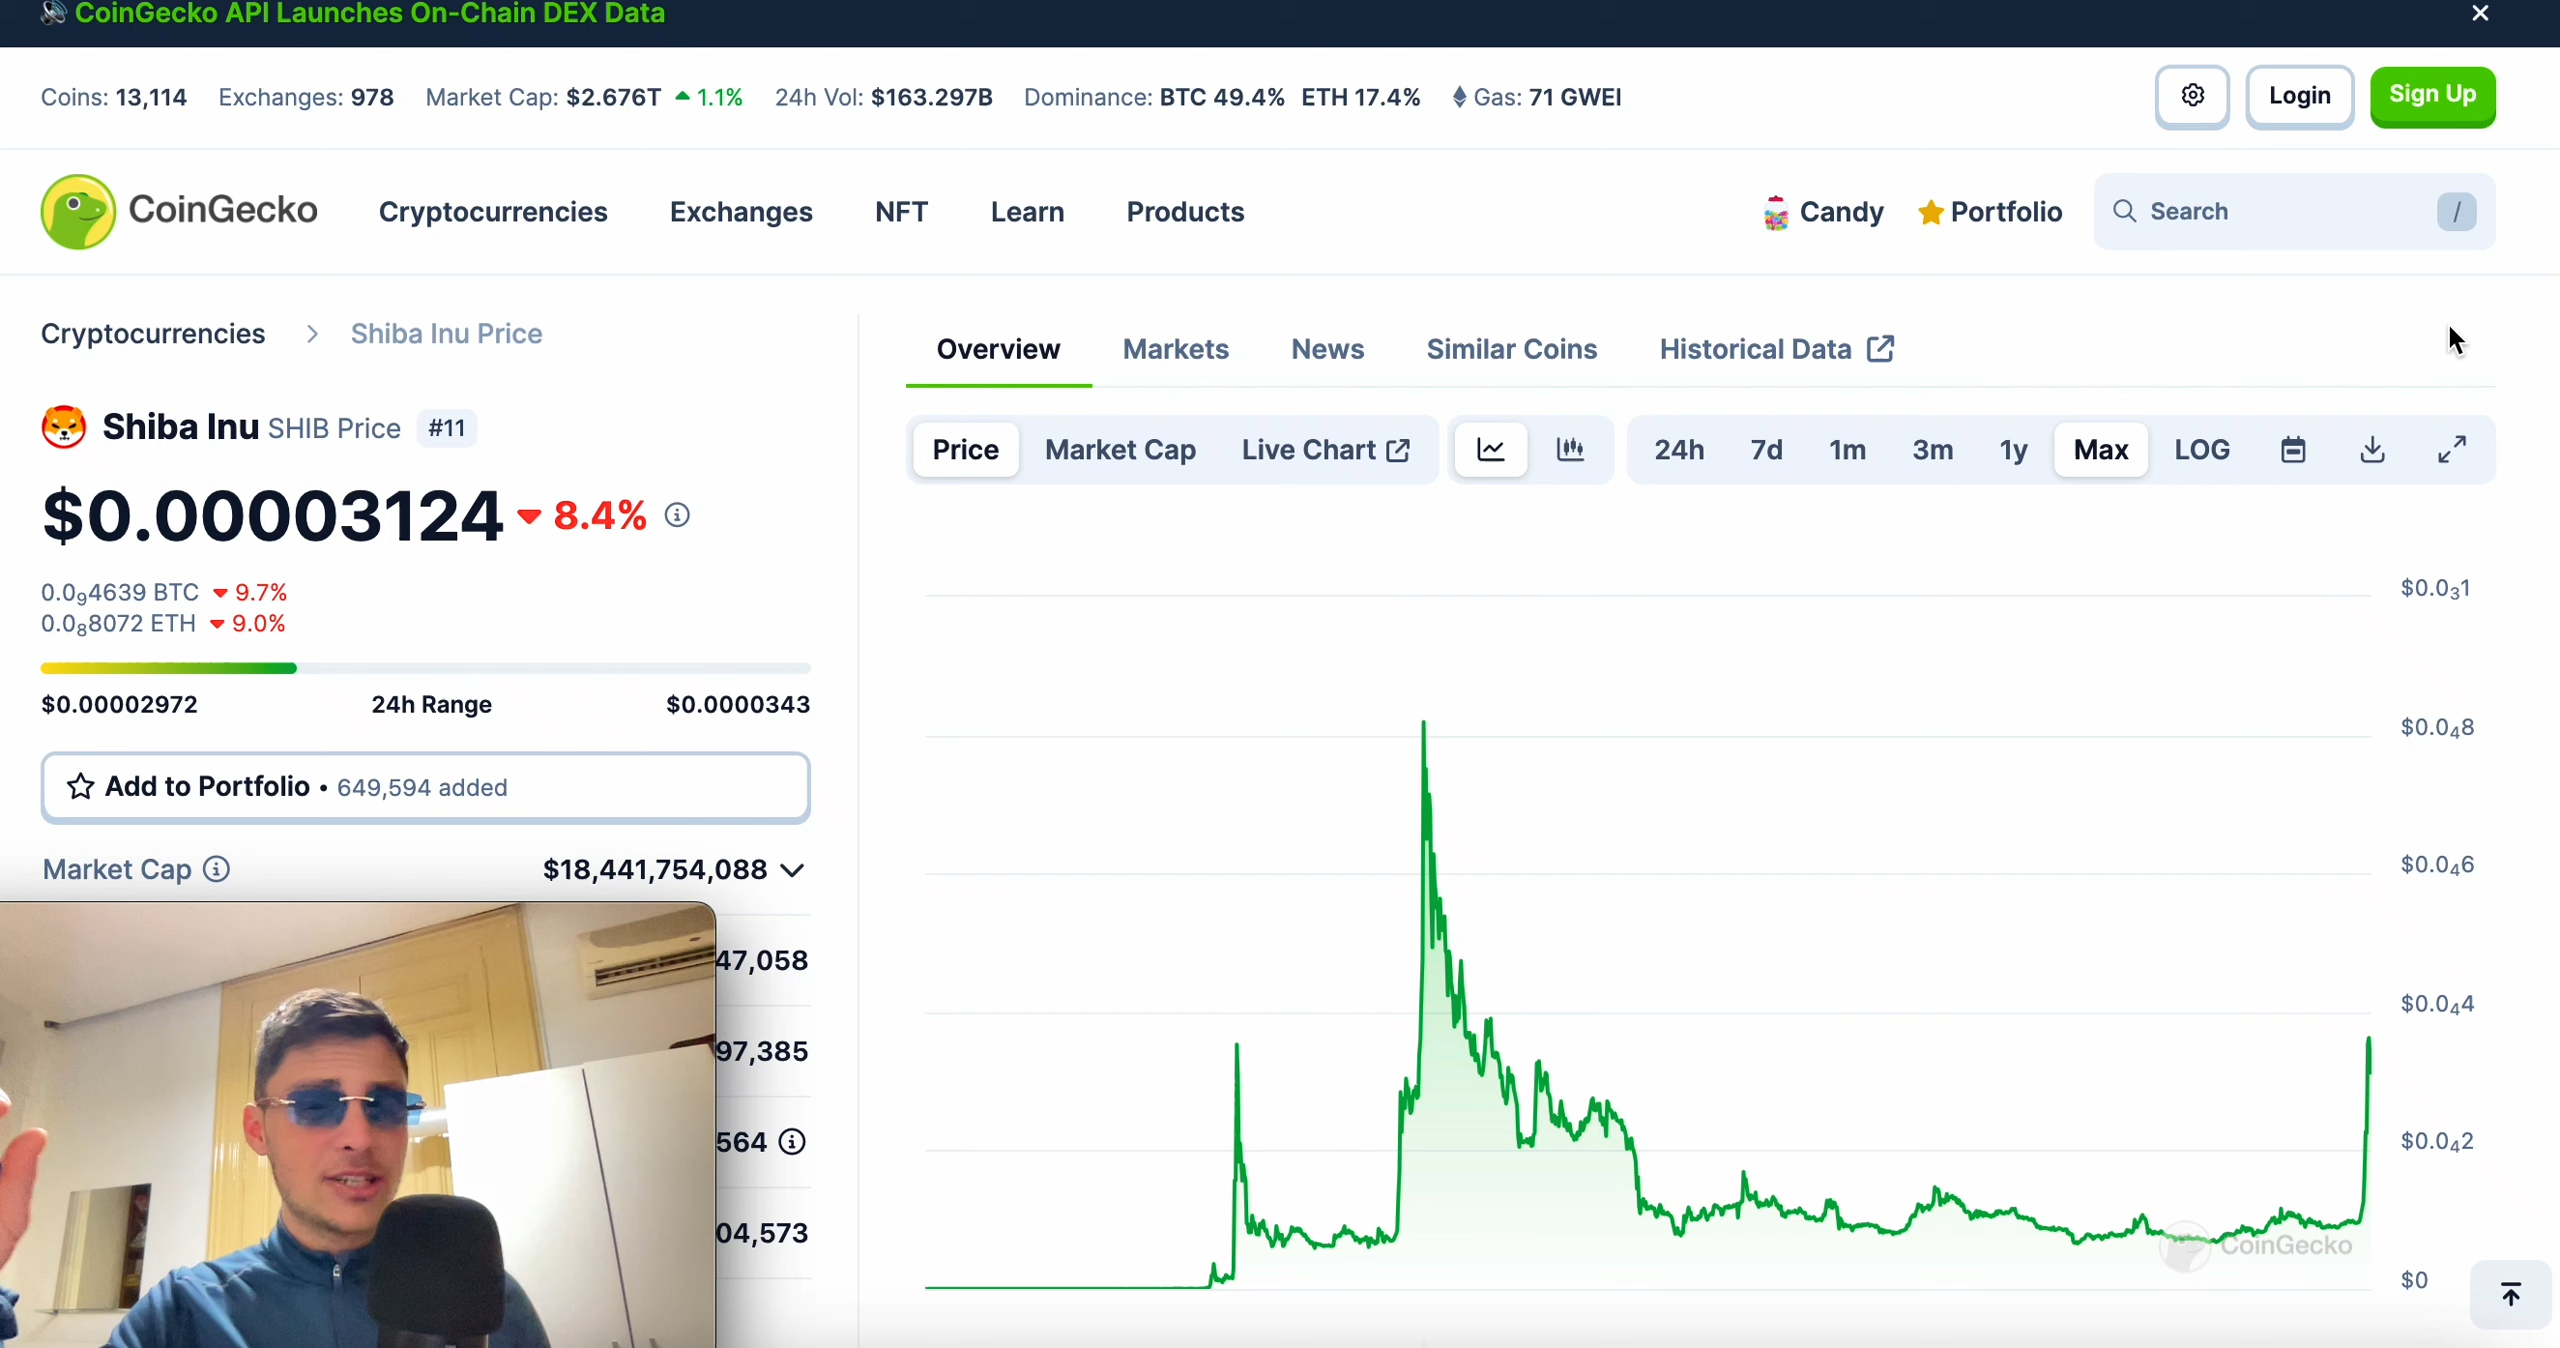 CoinGecko API Launches On-Chain DEX Data
Coins: 13,114 Exchanges: 978 Market Cap: $2.676T 1.1% 24h Vol: $163.297B Dominance: BTC 49.4% ETH 17.4% Gas: 71 GWEI
Login
Sign Up
CoinGecko
Cryptocurrencies Exchanges NFT Learn Products
Candy Portfolio
Search /
Cryptocurrencies > Shiba Inu Price
Shiba Inu SHIB Price #11
$0.00003124 8.4%
0.0₉4639 BTC 9.7%
0.0₈8072 ETH 9.0%
$0.00002972 24h Range $0.0000343
Add to Portfolio • 649,594 added
Market Cap $18,441,754,088
47,058
97,385
564
04,573
Overview Markets News Similar Coins Historical Data
Price Market Cap Live Chart
24h 7d 1m 3m 1y Max LOG
$0.0₃1
$0.0₄8
$0.0₄6
$0.0₄4
$0.0₄2
$0
CoinGecko